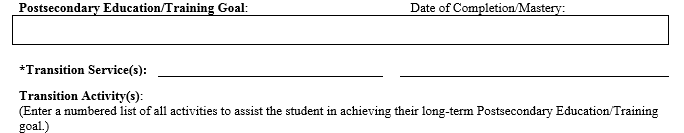 Postsecondary Education/Training Goal: Date of Completion/Mastery:
*Transition Service(s):
Transition Activity(s):
(Enter a numbered list of all activities to assist the student in achieving their long-term Postsecondary Education/Training
goal.)